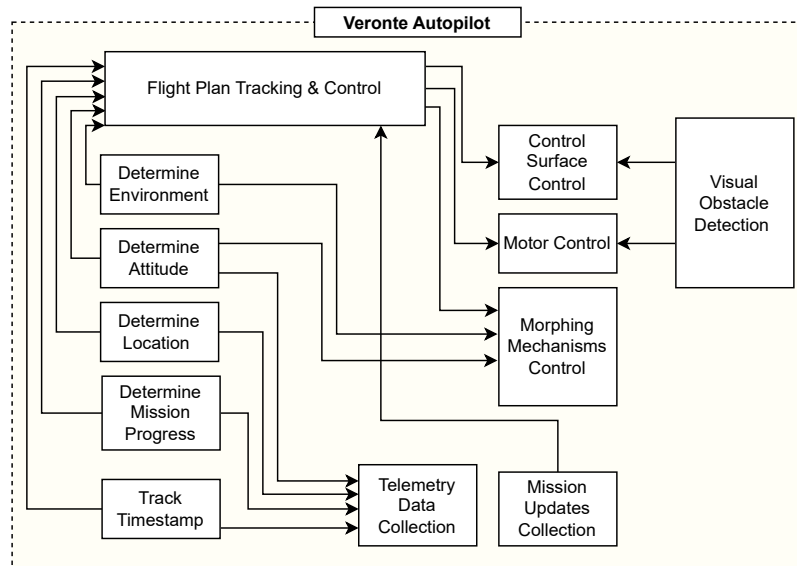 Veronte Autopilot
Flight Plan Tracking & Control
Determine
Environment
Determine
Attitude
Determine
Location
Determine
Mission
Progress
Track
Timestamp
Telemetry
Data
Collection
Control
Surface
Control
Motor Control
Morphing
Mechanisms
Control
Mission
Updates
Collection
Visual
Obstacle
Detection